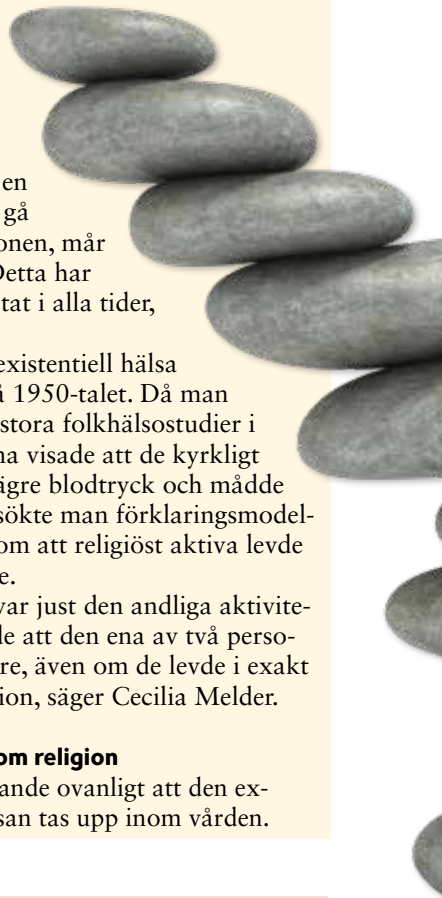 en
gå
onen, mår
Detta har
tat i alla tider,
existentiell hälsa
å 1950-talet. Då man
stora folkhälsostudier i
na visade att de kyrkligt
ägre blodtryck och mådde
sökte man förklaringsmodel-
om att religiöst aktiva levde
e.
var just den andliga aktivite-
le att den ena av två perso-
re, även om de levde i exakt
ion, säger Cecilia Melder.
om religion
ande ovanligt att den ex-
san tas upp inom vården.